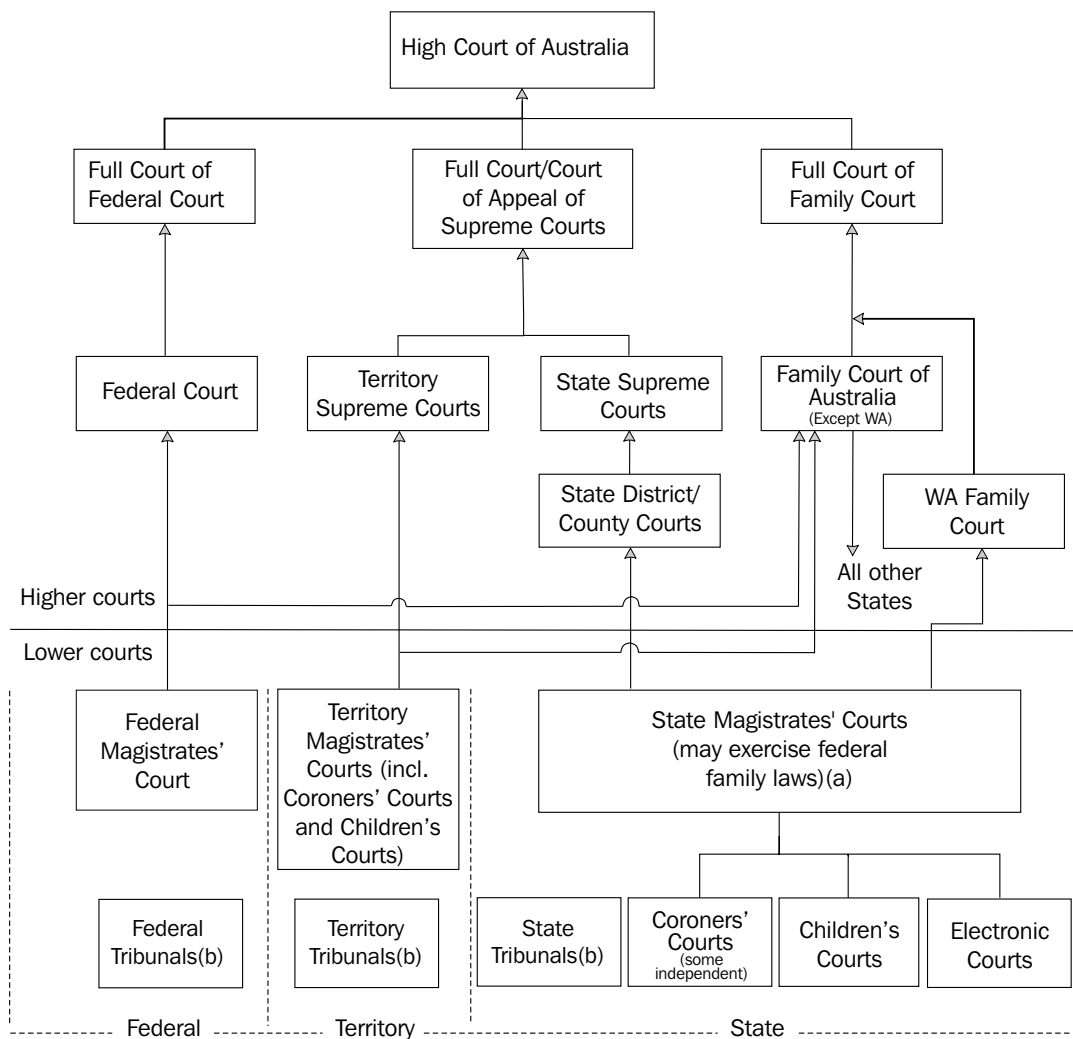 High Court of Australia
Full Court of
Federal Court
Full Court/Court
of Appeal of
Supreme Courts
Full Court of
Family Court
Federal Court
Territory
Supreme Courts
State Supreme
Courts
Family Court of
Australia
(Except WA)
State District/
County Courts
WA Family
Court
All other
States
Higher courts
Lower courts
Federal
Magistrates’
Court
Territory
Magistrates’
Courts (incl.
Coroners’ Courts
and Children’s
Courts)
State Magistrates' Courts
(may exercise federal
family laws)(a)
Federal
Tribunals(b)
Territory
Tribunals(b)
State
Tribunals(b)
Coroners’
Courts
(some
independent)
Children’s
Courts
Electronic
Courts
Federal
Territory
State